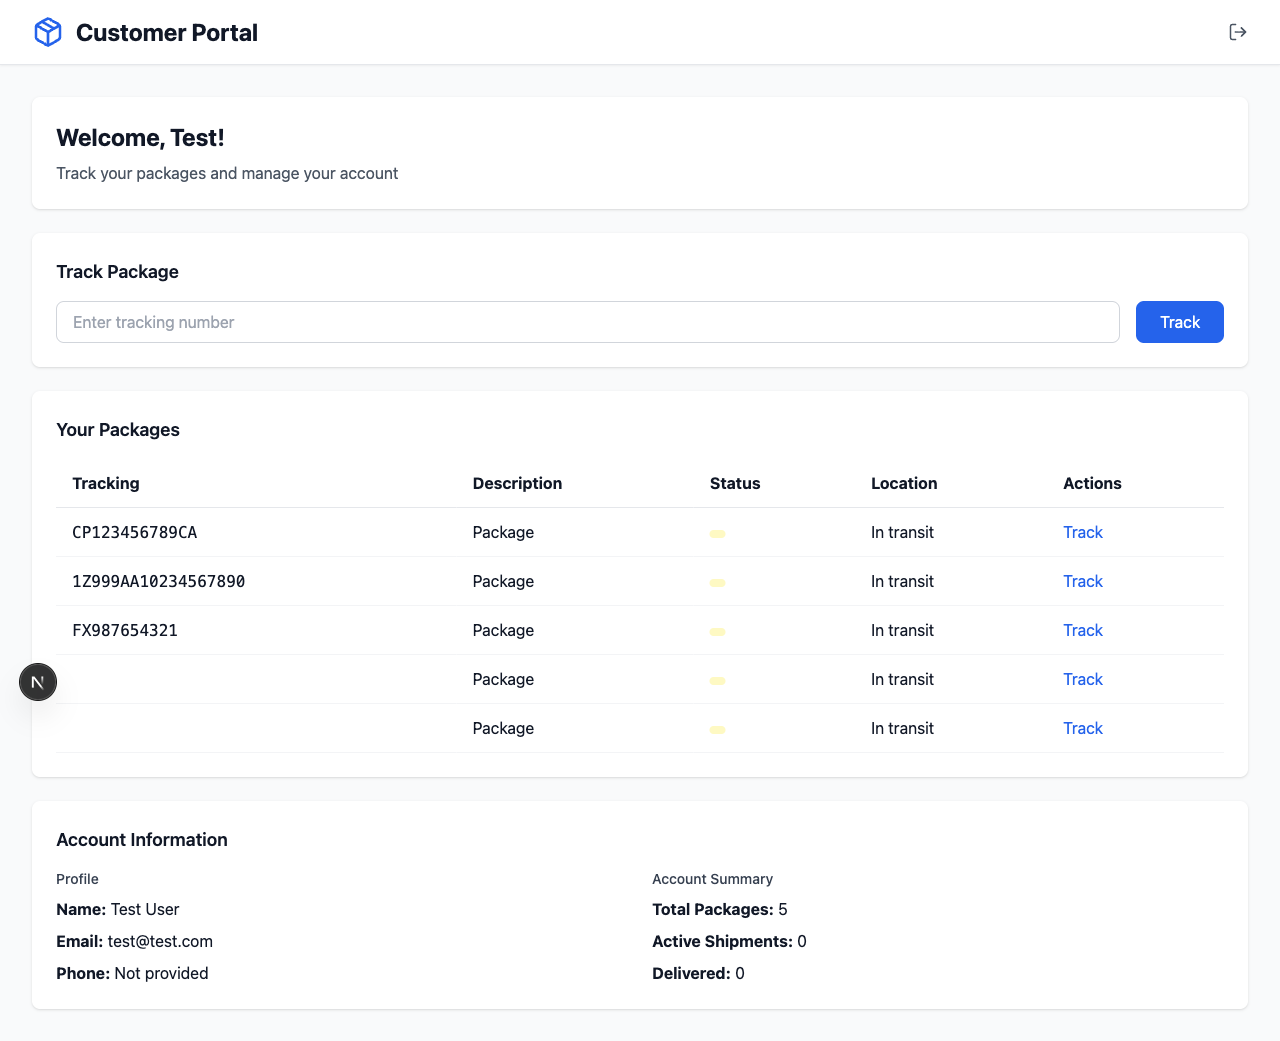 Customer Portal
Welcome, Test!
Track your packages and manage your account
Track Package
Enter tracking number
Track
Your Packages
Tracking Description Status Location Actions
CP123456789CA Package In transit Track
1Z999AA10234567890 Package In transit Track
FX987654321 Package In transit Track
Package In transit Track
N
Package In transit Track
Account Information
Profile Account Summary
Name: Test User Total Packages: 5
Email: test@test.com Active Shipments: 0
Phone: Not provided Delivered: 0